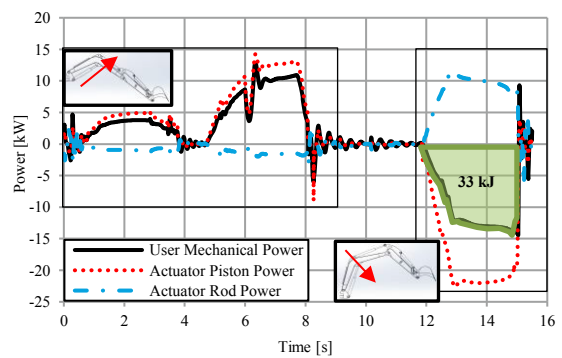 20
15
10
5
0
-5
-10
-15
-20
-25
Power [kW]
33 kJ
User Mechanical Power
Actuator Piston Power
Actuator Rod Power
0 2 4 6 8 10 12 14 16
Time [s]